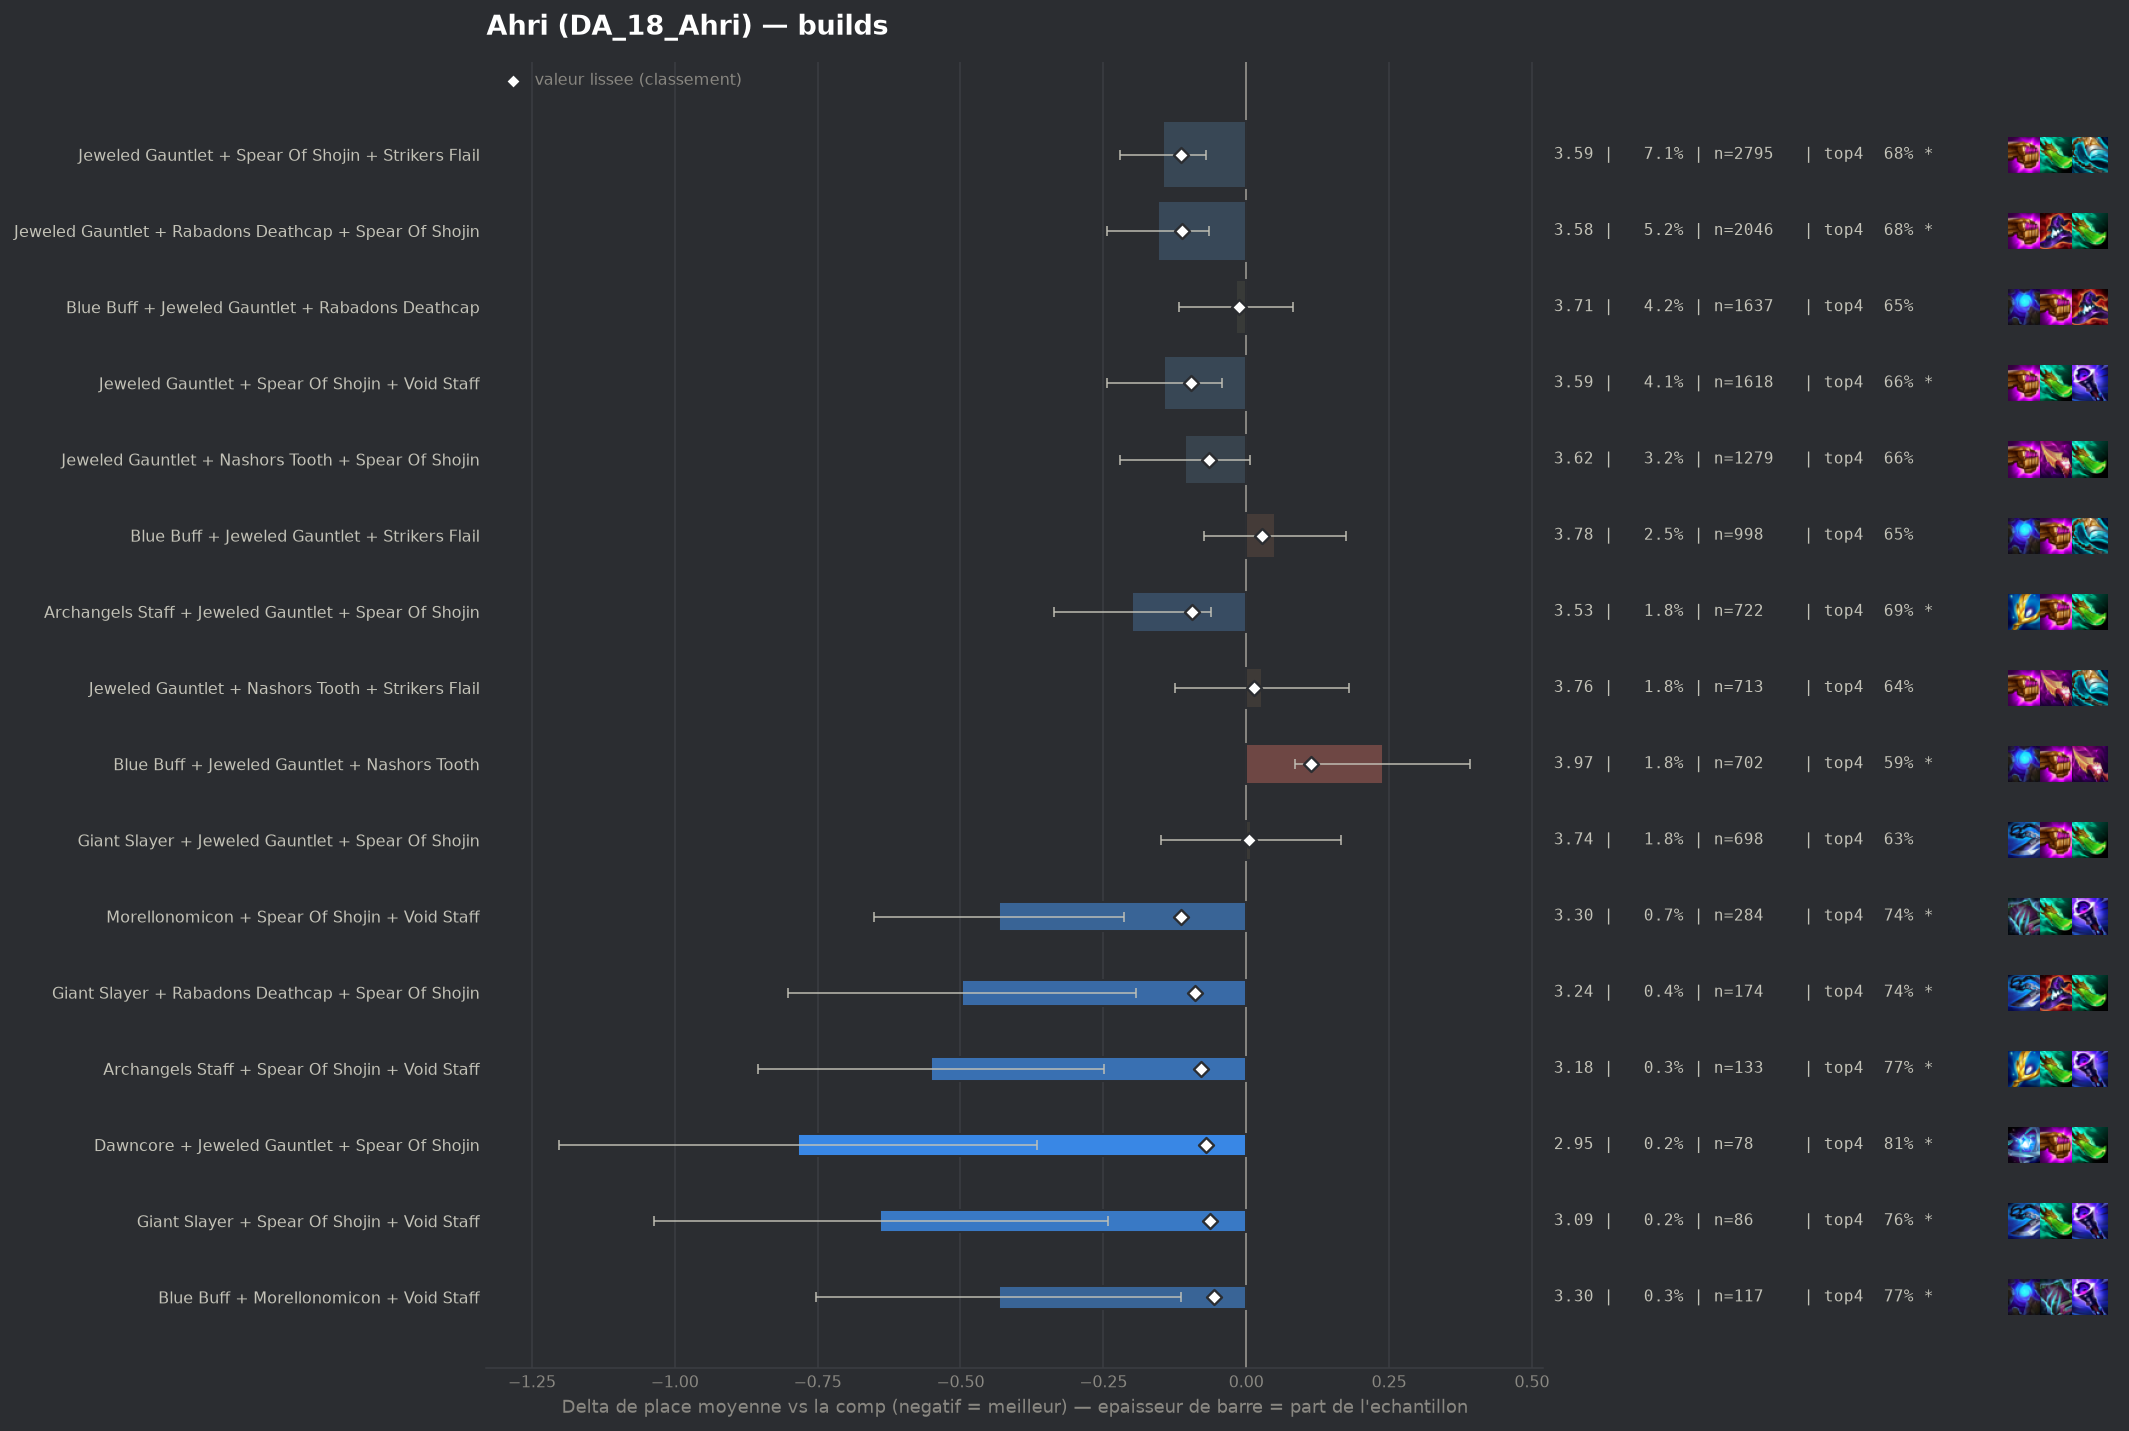 Ahri (DA_18_Ahri) — builds
valeur lissee (classement)
Jeweled Gauntlet + Spear Of Shojin + Strikers Flail 3.59 | 7.1% | n=2795 | top4 68% *
Jeweled Gauntlet + Rabadons Deathcap + Spear Of Shojin 3.58 | 5.2% | n=2046 | top4 68% *
Blue Buff + Jeweled Gauntlet + Rabadons Deathcap 3.71 | 4.2% | n=1637 | top4 65%
Jeweled Gauntlet + Spear Of Shojin + Void Staff 3.59 | 4.1% | n=1618 | top4 66% *
Jeweled Gauntlet + Nashors Tooth + Spear Of Shojin 3.62 | 3.2% | n=1279 | top4 66%
Blue Buff + Jeweled Gauntlet + Strikers Flail 3.78 | 2.5% | n=998 | top4 65%
Archangels Staff + Jeweled Gauntlet + Spear Of Shojin 3.53 | 1.8% | n=722 | top4 69% *
Jeweled Gauntlet + Nashors Tooth + Strikers Flail 3.76 | 1.8% | n=713 | top4 64%
Blue Buff + Jeweled Gauntlet + Nashors Tooth 3.97 | 1.8% | n=702 | top4 59% *
Giant Slayer + Jeweled Gauntlet + Spear Of Shojin 3.74 | 1.8% | n=698 | top4 63%
Morellonomicon + Spear Of Shojin + Void Staff 3.30 | 0.7% | n=284 | top4 74% *
Giant Slayer + Rabadons Deathcap + Spear Of Shojin 3.24 | 0.4% | n=174 | top4 74% *
Archangels Staff + Spear Of Shojin + Void Staff 3.18 | 0.3% | n=133 | top4 77% *
Dawncore + Jeweled Gauntlet + Spear Of Shojin 2.95 | 0.2% | n=78 | top4 81% *
Giant Slayer + Spear Of Shojin + Void Staff 3.09 | 0.2% | n=86 | top4 76% *
Blue Buff + Morellonomicon + Void Staff 3.30 | 0.3% | n=117 | top4 77% *
−1.25 −1.00 −0.75 −0.50 −0.25 0.00 0.25 0.50
Delta de place moyenne vs la comp (negatif = meilleur) — epaisseur de barre = part de l'echantillon